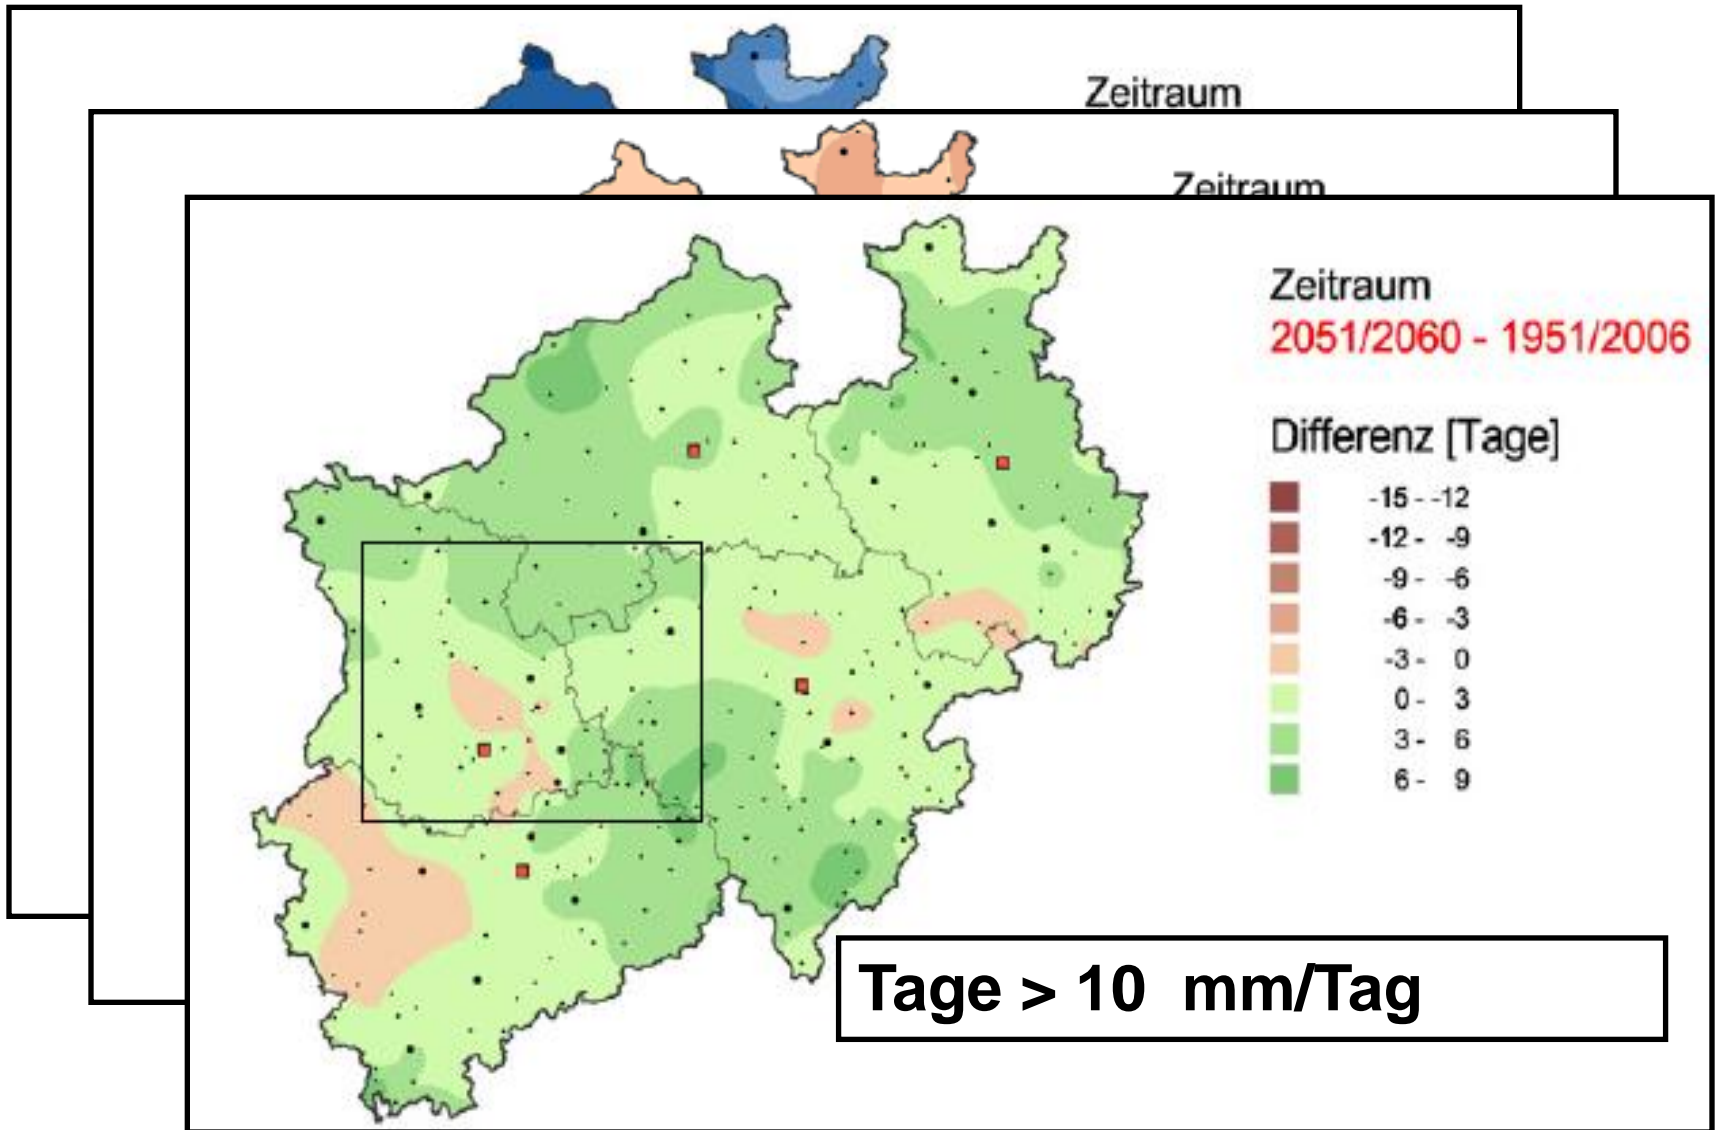 Zeitraum
Zeitraum
Zeitraum
2051/2060 - 1951/2006
Differenz [Tage]
-15 - -12
-12 - -9
-9 - -6
-6 - -3
-3 - 0
0 - 3
3 - 6
6 - 9
Tage > 10 mm/Tag